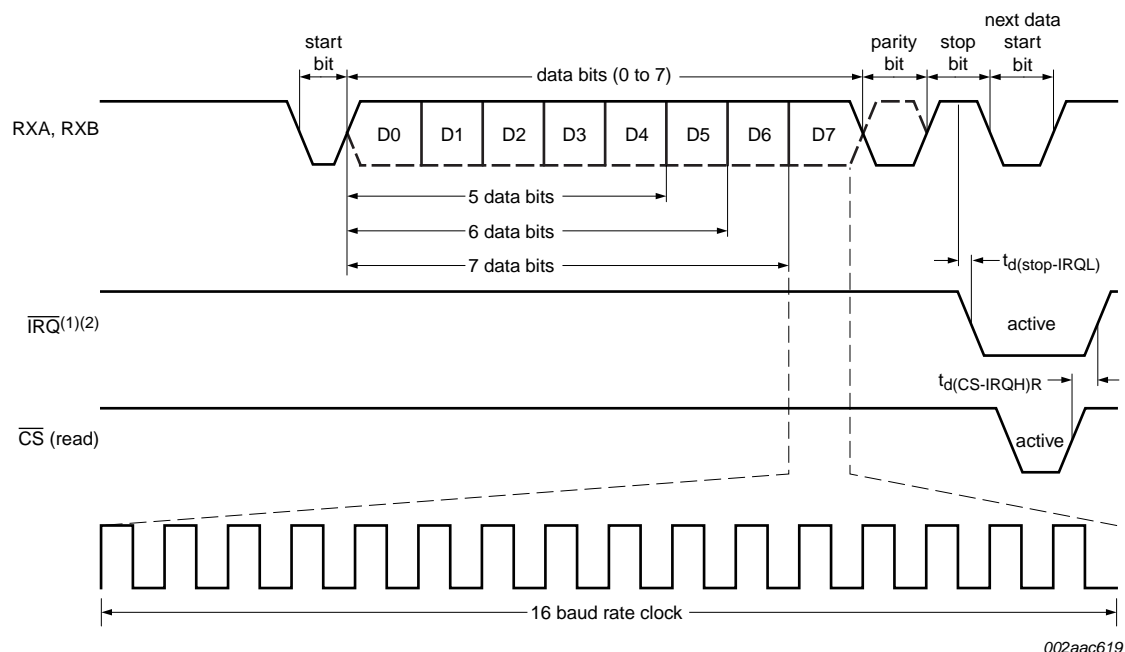 start
bit
data bits (0 to 7)
parity
bit
stop
bit
next data
start
bit
RXA, RXB
D0 D1 D2 D3 D4 D5 D6 D7
5 data bits
6 data bits
7 data bits
td(stop-IRQL)
IRQ(1)(2)
active
td(CS-IRQH)R
CS (read)
active
16 baud rate clock
002aac619